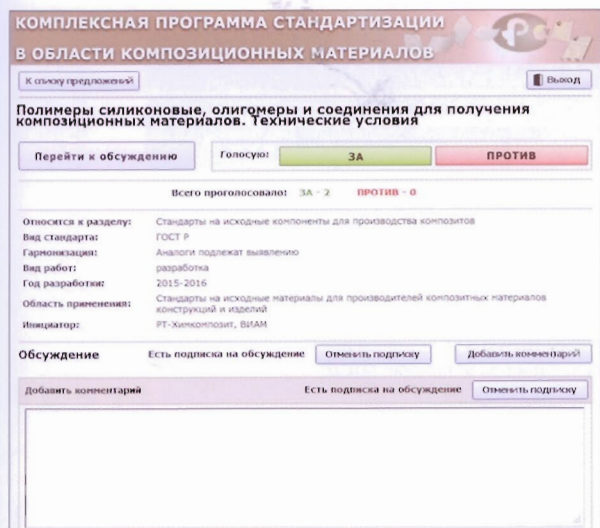 КОМПЛЕКСНАЯ ПРОГРАММА СТАНДАРТИЗАЦИИ
В ОБЛАСТИ КОМПОЗИЦИОННЫХ МАТЕРИАЛОВ
К списку предложений
Выход
Полимеры силиконовые, олигомеры и соединения для получения
композиционных материалов. Технические условия
Перейти к обсуждению
Голосую:
ЗА
ПРОТИВ
Всего проголосовало: ЗА - 2 ПРОТИВ - 0
Относится к разделу: Стандарты на исходные компоненты для производства композитов
Вид стандарта: ГОСТ Р
Гармонизация: Аналоги подлежат выявлению
Вид работ: разработка
Год разработки: 2015-2016
Область применения: Стандарты на исходные материалы для производителей композитных материалов
конструкций и изделий
Инициатор: РТ-Химкомпозит, ВИАМ
Обсуждение Есть подписка на обсуждение Отменить подписку Добавить комментарий
Добавить комментарий Есть подписка на обсуждение Отменить подписку